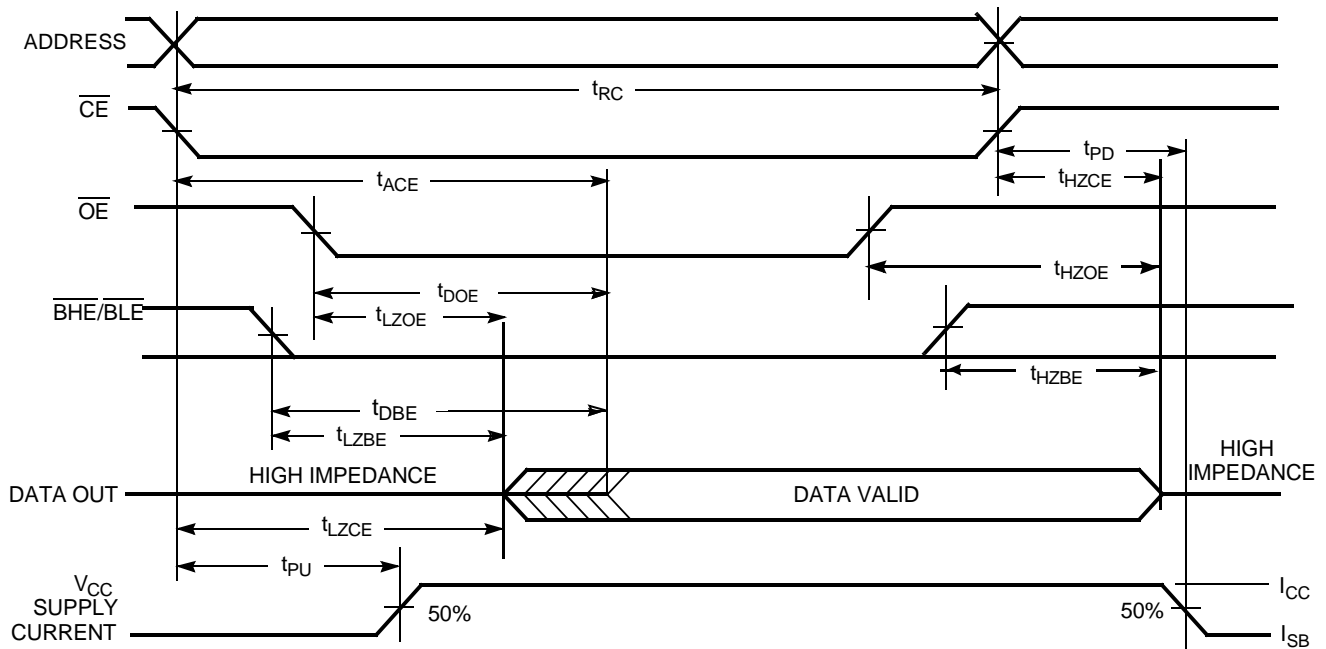 ADDRESS
tRC
CE
tPD
tACE
tHZCE
OE
tHZOE
tDOE
BHE/BLE
tLZOE
tHZBE
tDBE
tLZBE
HIGH IMPEDANCE
HIGH
IMPEDANCE
DATA OUT
DATA VALID
tLZCE
tPU
VCC
SUPPLY
CURRENT
50%
50%
ICC
ISB